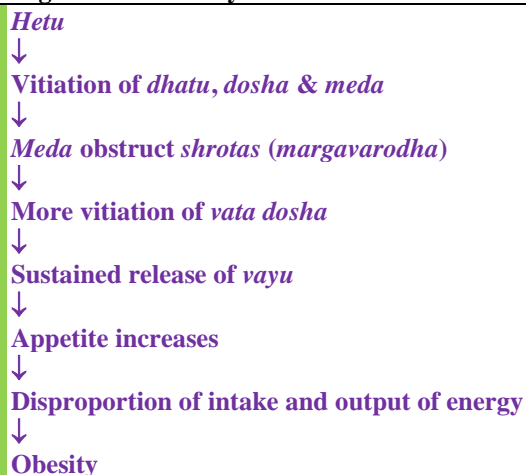 Hetu
↓
Vitiation of dhatu, dosha & meda
↓
Meda obstruct shrotas (margavarodha)
↓
More vitiation of vata dosha
↓
Sustained release of vayu
↓
Appetite increases
↓
Disproportion of intake and output of energy
↓
Obesity